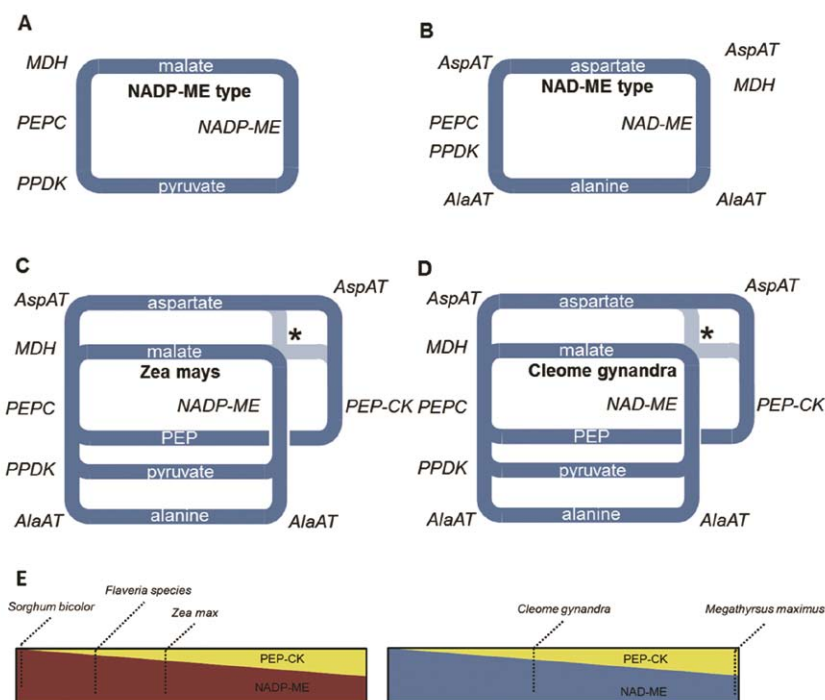 A
MDH
malate
NADP-ME type
PEPC
NADP-ME
PPDK
pyruvate
B
AspAT
aspartate
AspAT
NAD-ME type
MDH
PEPC
NAD-ME
PPDK
AlaAT
alanine
AlaAT
C
AspAT
aspartate
AspAT
*
MDH
malate
Zea mays
PEPC
NADP-ME
PEP-CK
PEP
PPDK
pyruvate
AlaAT
alanine
AlaAT
D
AspAT
aspartate
AspAT
*
MDH
malate
Cleome gynandra
PEPC
NAD-ME
PEP-CK
PEP
PPDK
pyruvate
AlaAT
alanine
AlaAT
E
Sorghum bicolor
Flaveria species
Zea max
PEP-CK
NADP-ME
Cleome gynandra
Megathyrsus maximus
PEP-CK
NAD-ME